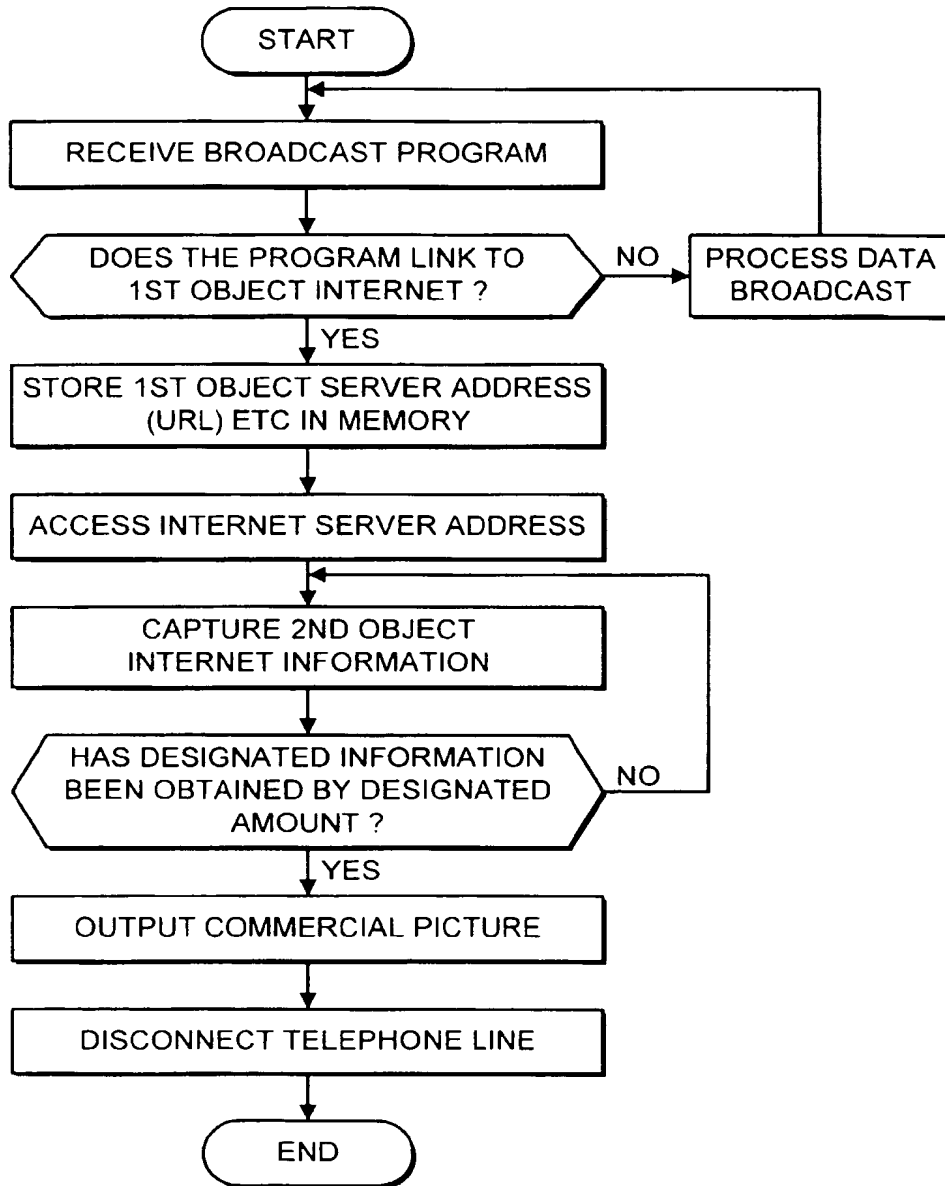 START
RECEIVE BROADCAST PROGRAM
DOES THE PROGRAM LINK TO
1ST OBJECT INTERNET ?
NO
PROCESS DATA
BROADCAST
YES
STORE 1ST OBJECT SERVER ADDRESS
(URL) ETC IN MEMORY
ACCESS INTERNET SERVER ADDRESS
CAPTURE 2ND OBJECT
INTERNET INFORMATION
HAS DESIGNATED INFORMATION
BEEN OBTAINED BY DESIGNATED
AMOUNT ?
NO
YES
OUTPUT COMMERCIAL PICTURE
DISCONNECT TELEPHONE LINE
END